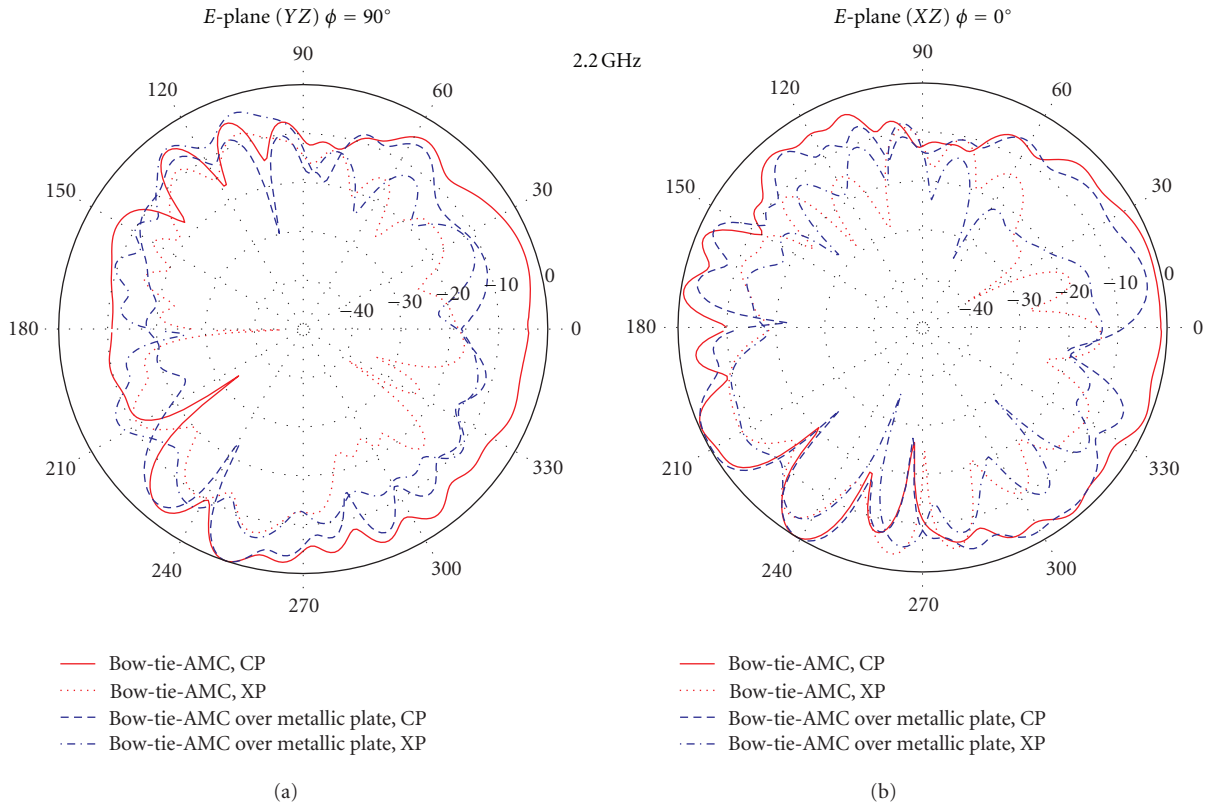 E-plane (YZ) ϕ = 90°
E-plane (XZ) ϕ = 0°
2.2 GHz
90
120
60
150
30
0
−10
−20
−30
−40
180
0
210
330
240
300
270
90
120
60
150
30
0
−10
−20
−30
−40
180
0
210
330
240
300
270
Bow-tie-AMC, CP
Bow-tie-AMC, XP
Bow-tie-AMC over metallic plate, CP
Bow-tie-AMC over metallic plate, XP
Bow-tie-AMC, CP
Bow-tie-AMC, XP
Bow-tie-AMC over metallic plate, CP
Bow-tie-AMC over metallic plate, XP
(a)
(b)